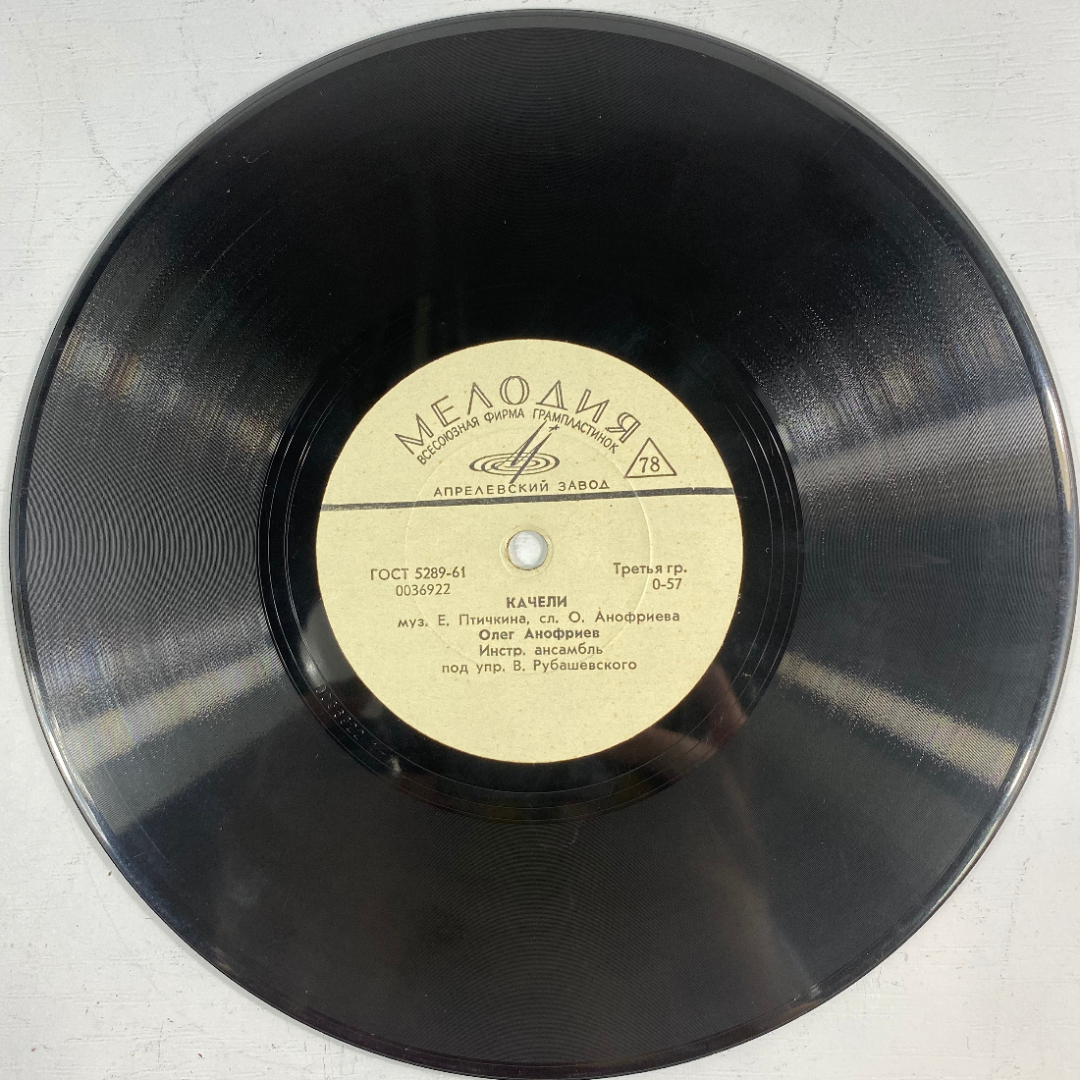 МЕЛОДИЯ
ВСЕСОЮЗНАЯ ФИРМА ГРАМПЛАСТИНОК
78
АПРЕЛЕВСКИЙ ЗАВОД
ГОСТ 5289-61
0036922
Третья гр.
0-57
КАЧЕЛИ
муз. Е. Птичкина, сл. О. Анофриева
Олег Анофриев
Инстр. ансамбль
под упр. В. Рубашевского